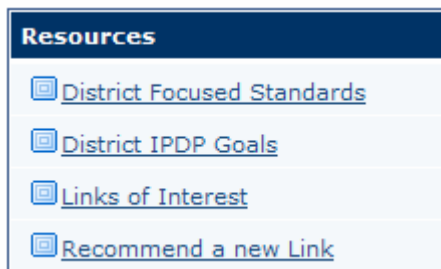 Resources
District Focused Standards
District IPDP Goals
Links of Interest
Recommend a new Link